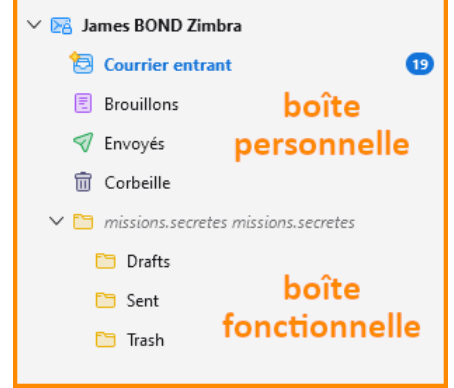 James BOND Zimbra
Courrier entrant 19
Brouillons
boîte
Envoyés
personnelle
Corbeille
missions.secretes missions.secretes
Drafts
boîte
Sent
fonctionnelle
Trash